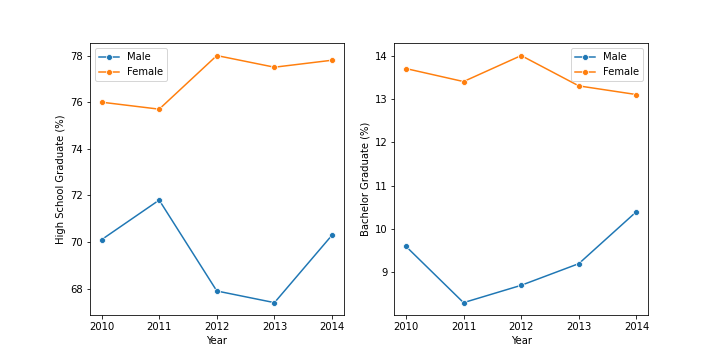 Male
Female
High School Graduate (%)
78
76
74
72
70
68
2010 2011 2012 2013 2014
Year
Male
Female
Bachelor Graduate (%)
14
13
12
11
10
9
2010 2011 2012 2013 2014
Year